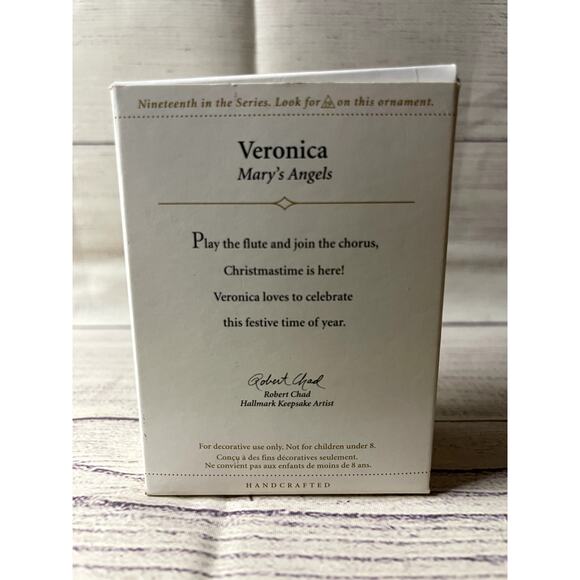 Nineteenth in the Series. Look for 19 on this ornament.
Veronica
Mary's Angels
Play the flute and join the chorus,
Christmastime is here!
Veronica loves to celebrate
this festive time of year.
Robert Chad
Robert Chad
Hallmark Keepsake Artist
For decorative use only. Not for children under 8.
Conçu à des fins décoratives seulement.
Ne convient pas aux enfants de moins de 8 ans.
HANDCRAFTED